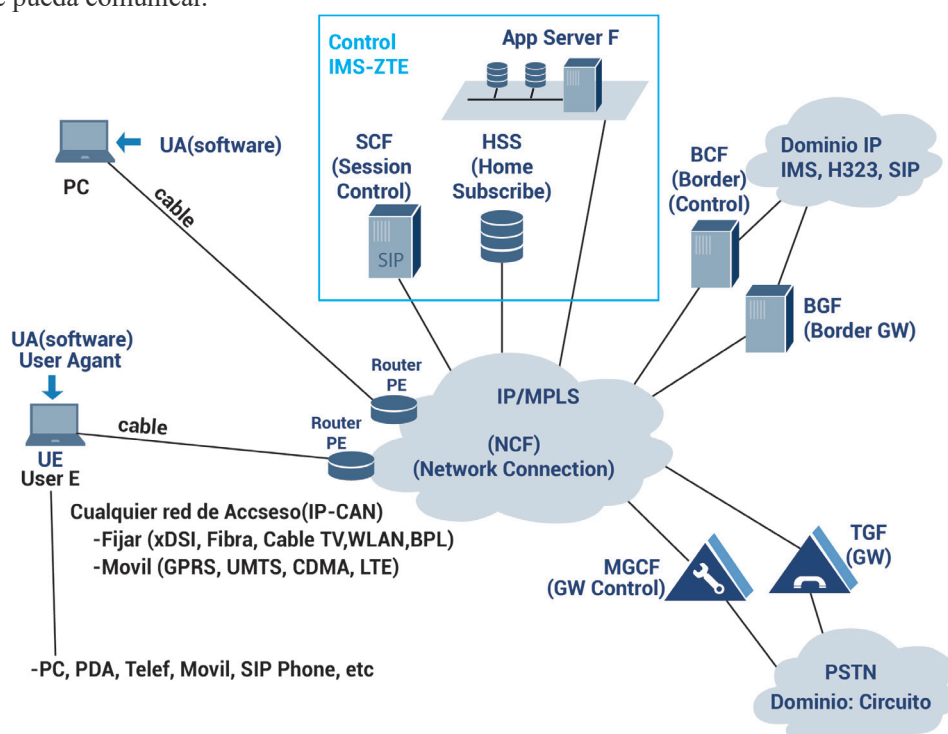 e pueda comunicar.
Control
IMS-ZTE
App Server F
SCF
(Session
Control)
SIP
HSS
(Home
Subscribe)
BCF
(Border)
(Control)
Dominio IP
IMS, H323, SIP
BGF
(Border GW)
UA(software)
PC
cable
UA(software)
User Agant
UE
User E
cable
Router
PE
Router
PE
IP/MPLS
(NCF)
(Network Connection)
Cualquier red de Accseso(IP-CAN)
-Fijar (xDSI, Fibra, Cable TV,WLAN,BPL)
-Movil (GPRS, UMTS, CDMA, LTE)
MGCF
(GW Control)
TGF
(GW)
-PC, PDA, Telef, Movil, SIP Phone, etc
PSTN
Dominio: Circuito